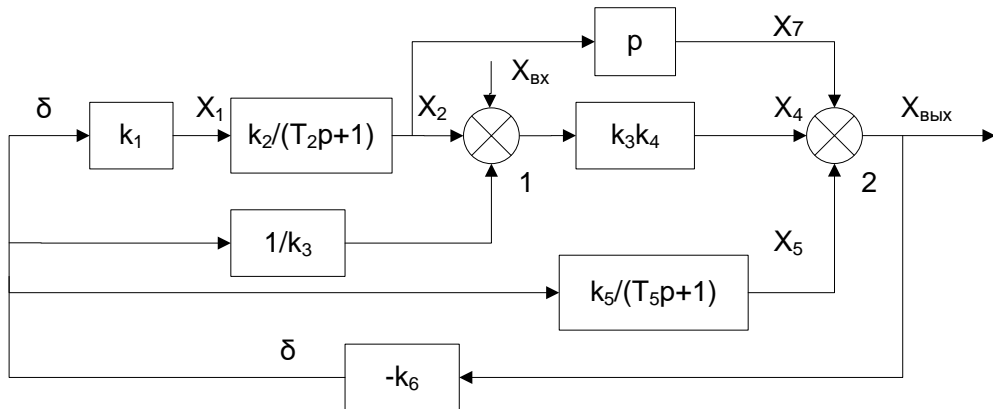 p
X7
Xвх
δ
k₁
X₁
k₂/(T₂p+1)
X₂
k₃k₄
X₄
Xвых
1
2
1/k₃
X₅
k₅/(T₅p+1)
δ
-k₆